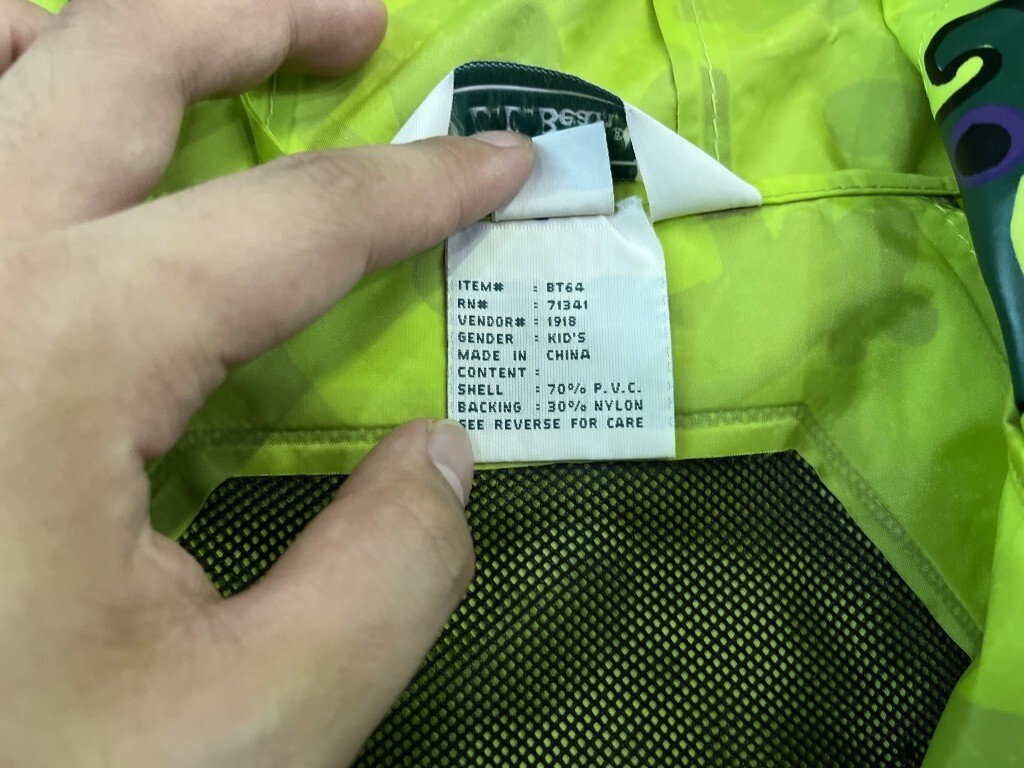 L.L.Bean®
ITEM# : BT64
RN# : 71341
VENDOR# : 1918
GENDER : KID'S
MADE IN CHINA
CONTENT :
SHELL : 70% P.V.C.
BACKING : 30% NYLON
SEE REVERSE FOR CARE